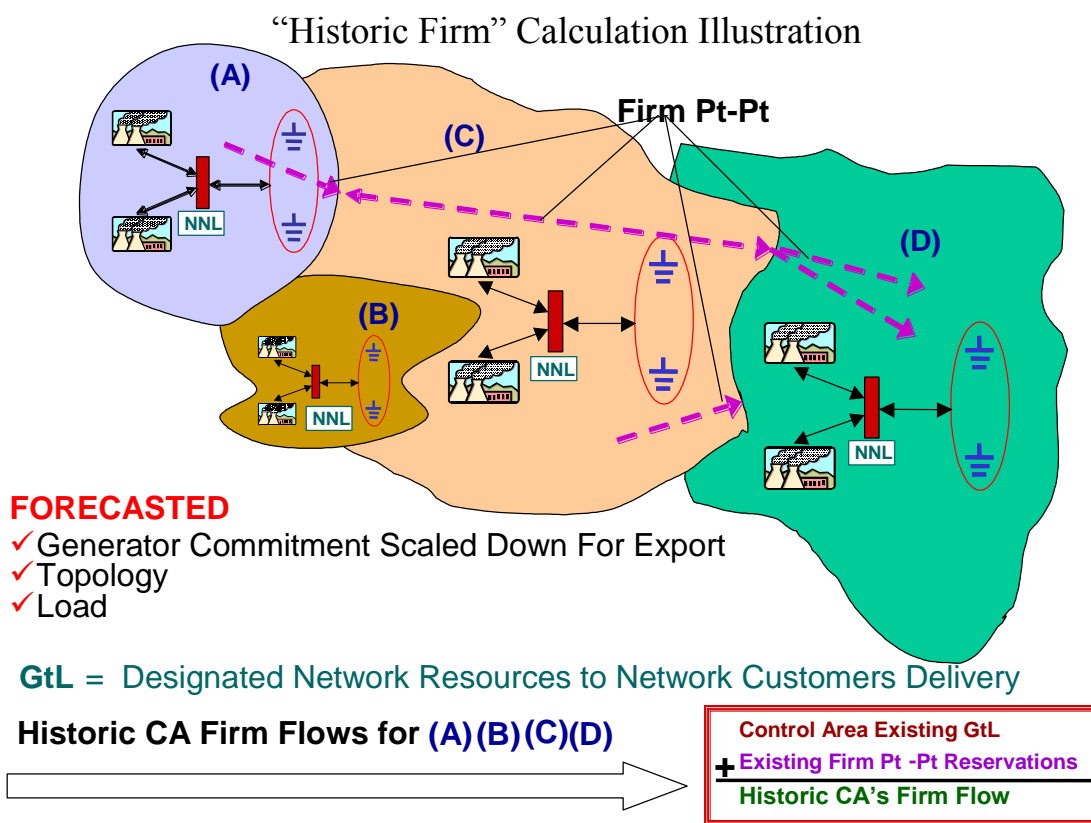 “Historic Firm” Calculation Illustration
(A)
Firm Pt-Pt
(C)
(D)
NNL
(B)
NNL
NNL
NNL
FORECASTED
Generator Commitment Scaled Down For Export
Topology
Load
GtL = Designated Network Resources to Network Customers Delivery
Historic CA Firm Flows for (A)(B)(C)(D)
Control Area Existing GtL
+ Existing Firm Pt -Pt Reservations
Historic CA's Firm Flow